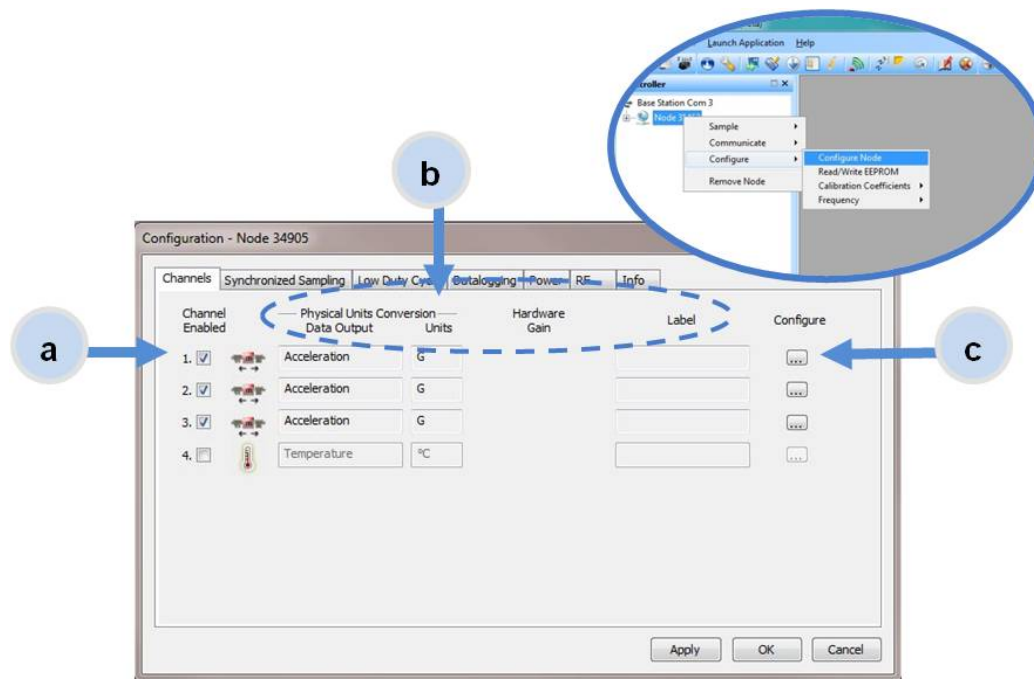 Launch Application Help
Base Station Com 3
Sample
Communicate
Configure
Remove Node
Configure Node
Read/Write EEPROM
Calibration Coefficients
Frequency
b
Configuration - Node 34905
Channels Synchronized Sampling Low Duty Cycle Datalogging Power RF Info
Channel Enabled
Physical Units Conversion
Data Output Units
Hardware Gain
Label
Configure
a
c
1. Acceleration G ...
2. Acceleration G ...
3. Acceleration G ...
4. Temperature °C ...
Apply OK Cancel